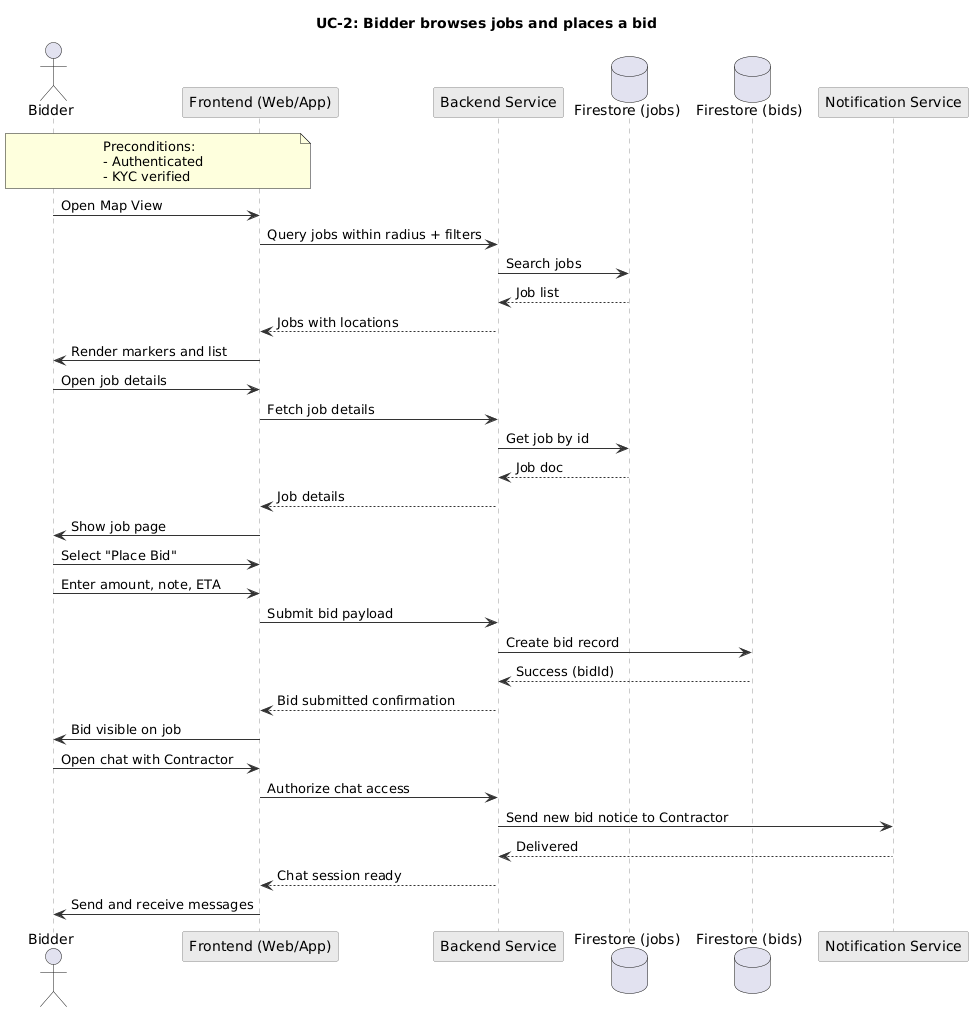 UC-2: Bidder browses jobs and places a bid
Bidder
Frontend (Web/App)
Backend Service
Firestore (jobs)
Firestore (bids)
Notification Service
Preconditions:
- Authenticated
- KYC verified
Open Map View
Query jobs within radius + filters
Search jobs
Job list
Jobs with locations
Render markers and list
Open job details
Fetch job details
Get job by id
Job doc
Job details
Show job page
Select "Place Bid"
Enter amount, note, ETA
Submit bid payload
Create bid record
Success (bidId)
Bid submitted confirmation
Bid visible on job
Open chat with Contractor
Authorize chat access
Send new bid notice to Contractor
Delivered
Chat session ready
Send and receive messages
Bidder
Frontend (Web/App)
Backend Service
Firestore (jobs)
Firestore (bids)
Notification Service